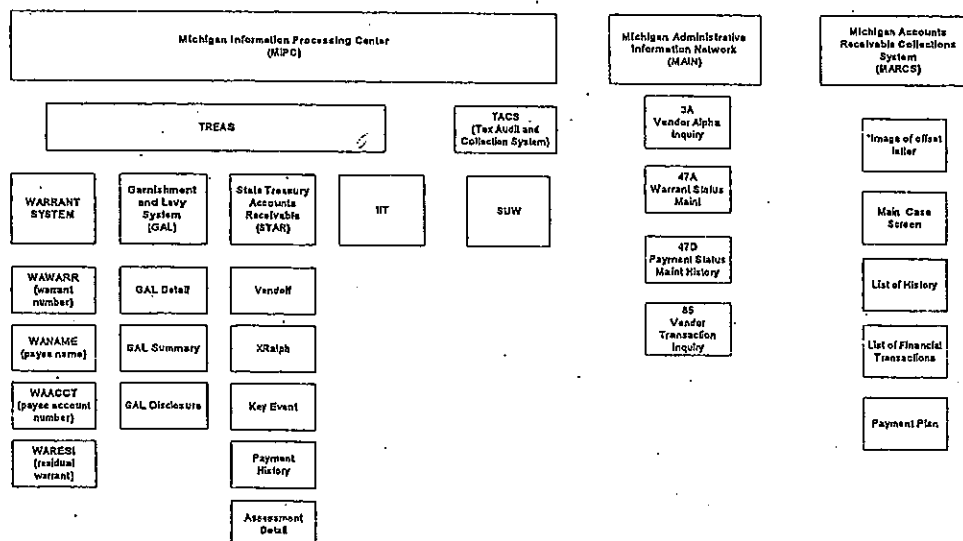 Michigan Information Processing Center
(MIPC)
Michigan Administrative
Information Network
(MAIN)
Michigan Accounts
Receivable Collections
System
(MARCS)
TREAS
TACS
(Tax Audit and
Collection System)
3A
Vendor Alpha
Inquiry
*Image of offset
letter
WARRANT
SYSTEM
Garnishment
and Levy
System
(GAL)
State Treasury
Accounts
Receivable
(STAR)
IIT
SUW
47A
Warrant Status
Maint
Main Case
Screen
47D
Payment Status
Maint History
WAWARR
(warrant
number)
GAL Detail
Vendoff
List of History
85
Vendor
Transaction
Inquiry
WANAME
(payee name)
GAL Summary
XRalph
List of Financial
Transactions
WAACCT
(payee account
number)
GAL Disclosure
Key Event
Payment Plan
WARESI
(residual
warrant)
Payment
History
Assessment
Detail